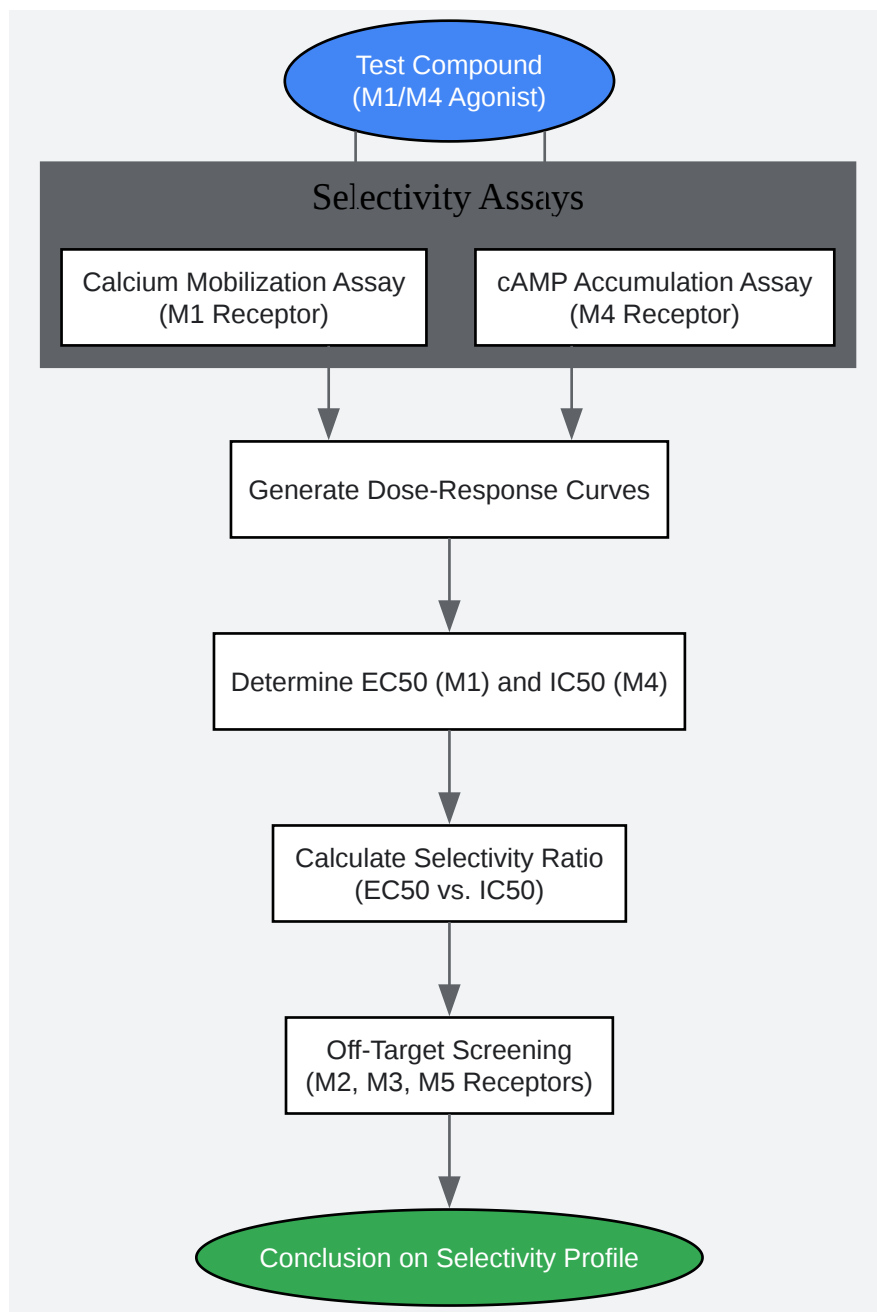 Test Compound
(M1/M4 Agonist)
Selectivity Assays
Calcium Mobilization Assay
(M1 Receptor)
cAMP Accumulation Assay
(M4 Receptor)
Generate Dose-Response Curves
Determine EC50 (M1) and IC50 (M4)
Calculate Selectivity Ratio
(EC50 vs. IC50)
Off-Target Screening
(M2, M3, M5 Receptors)
Conclusion on Selectivity Profile